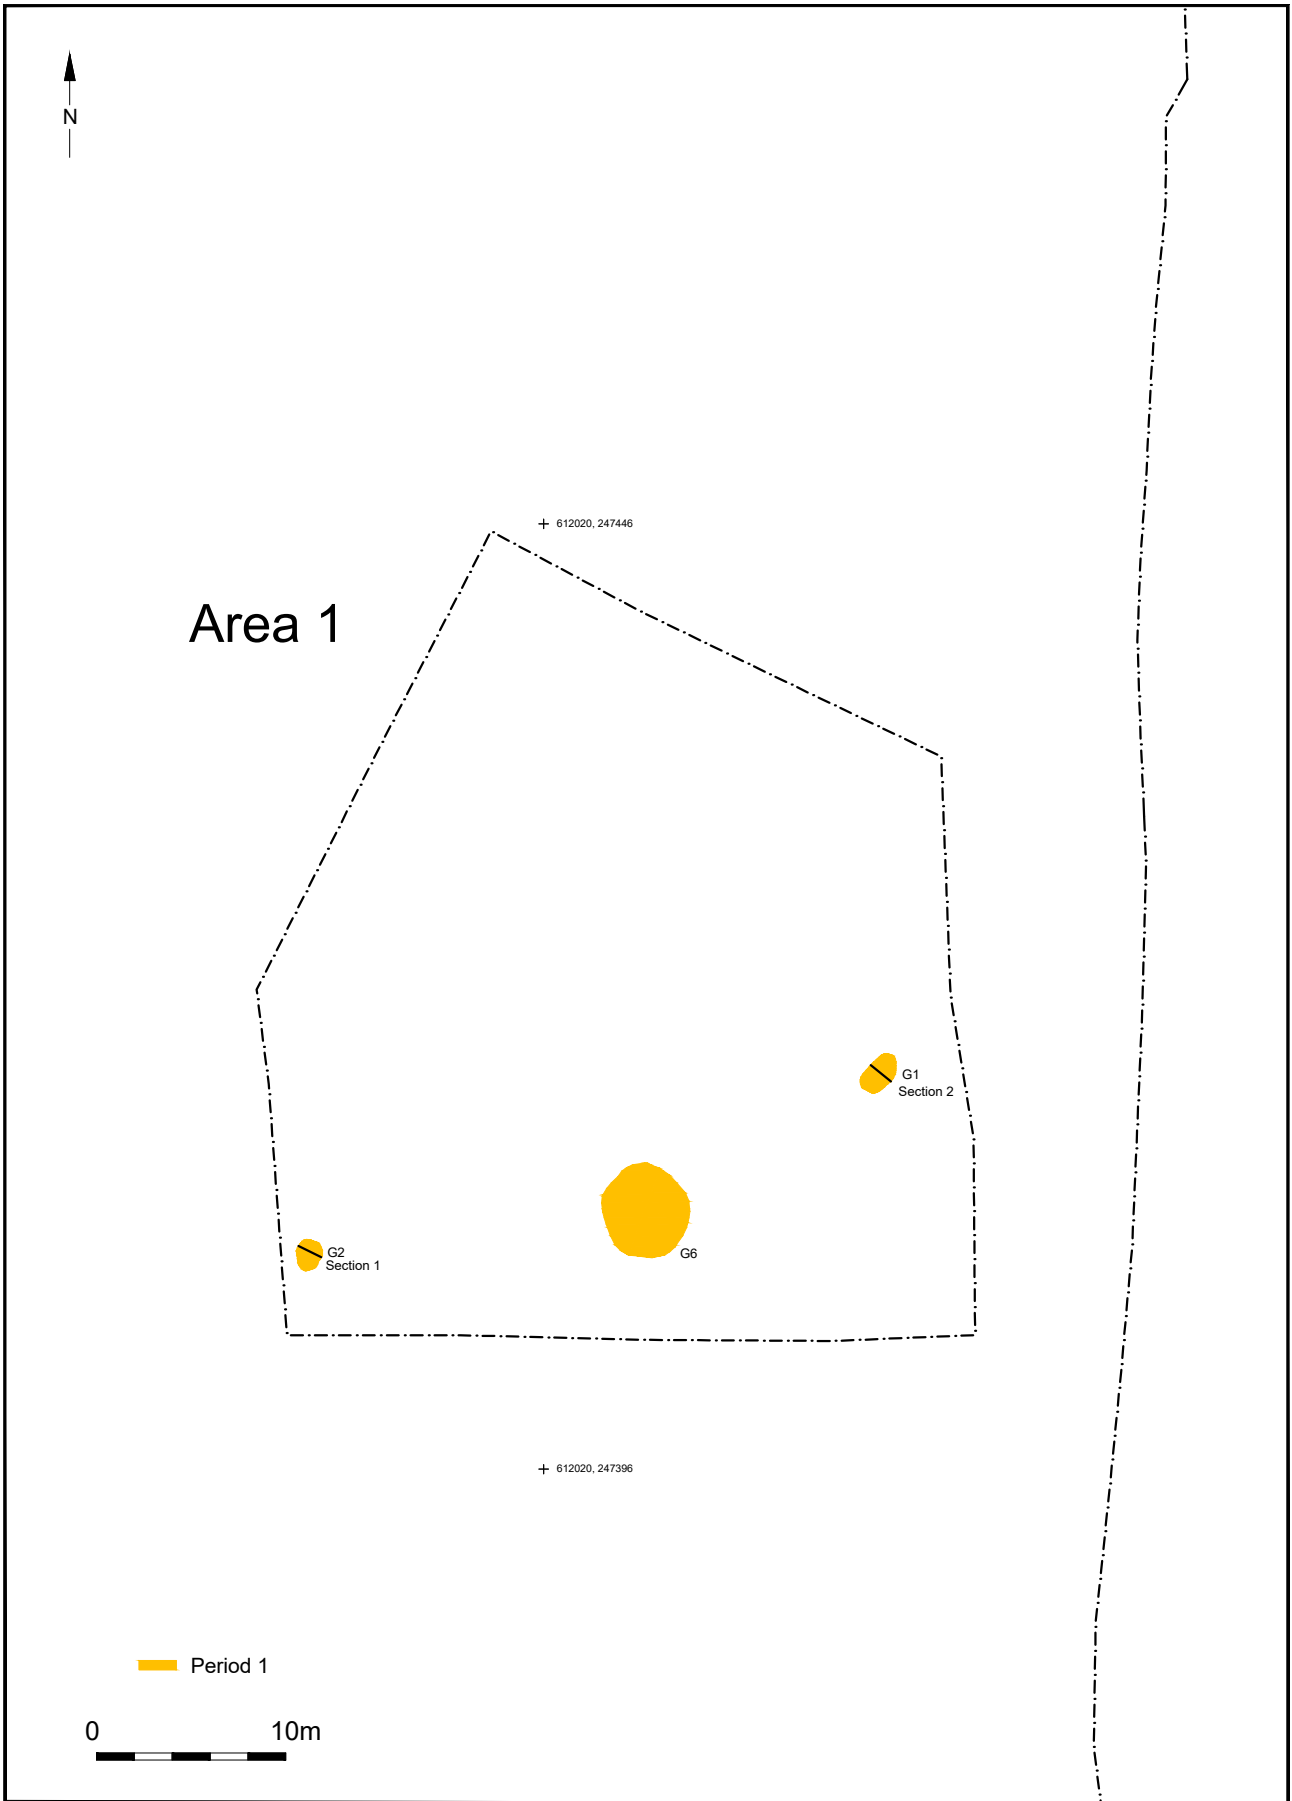 N
612020, 247446
Area 1
G1
Section 2
G2
Section 1
G6
612020, 247396
Period 1
0 10m